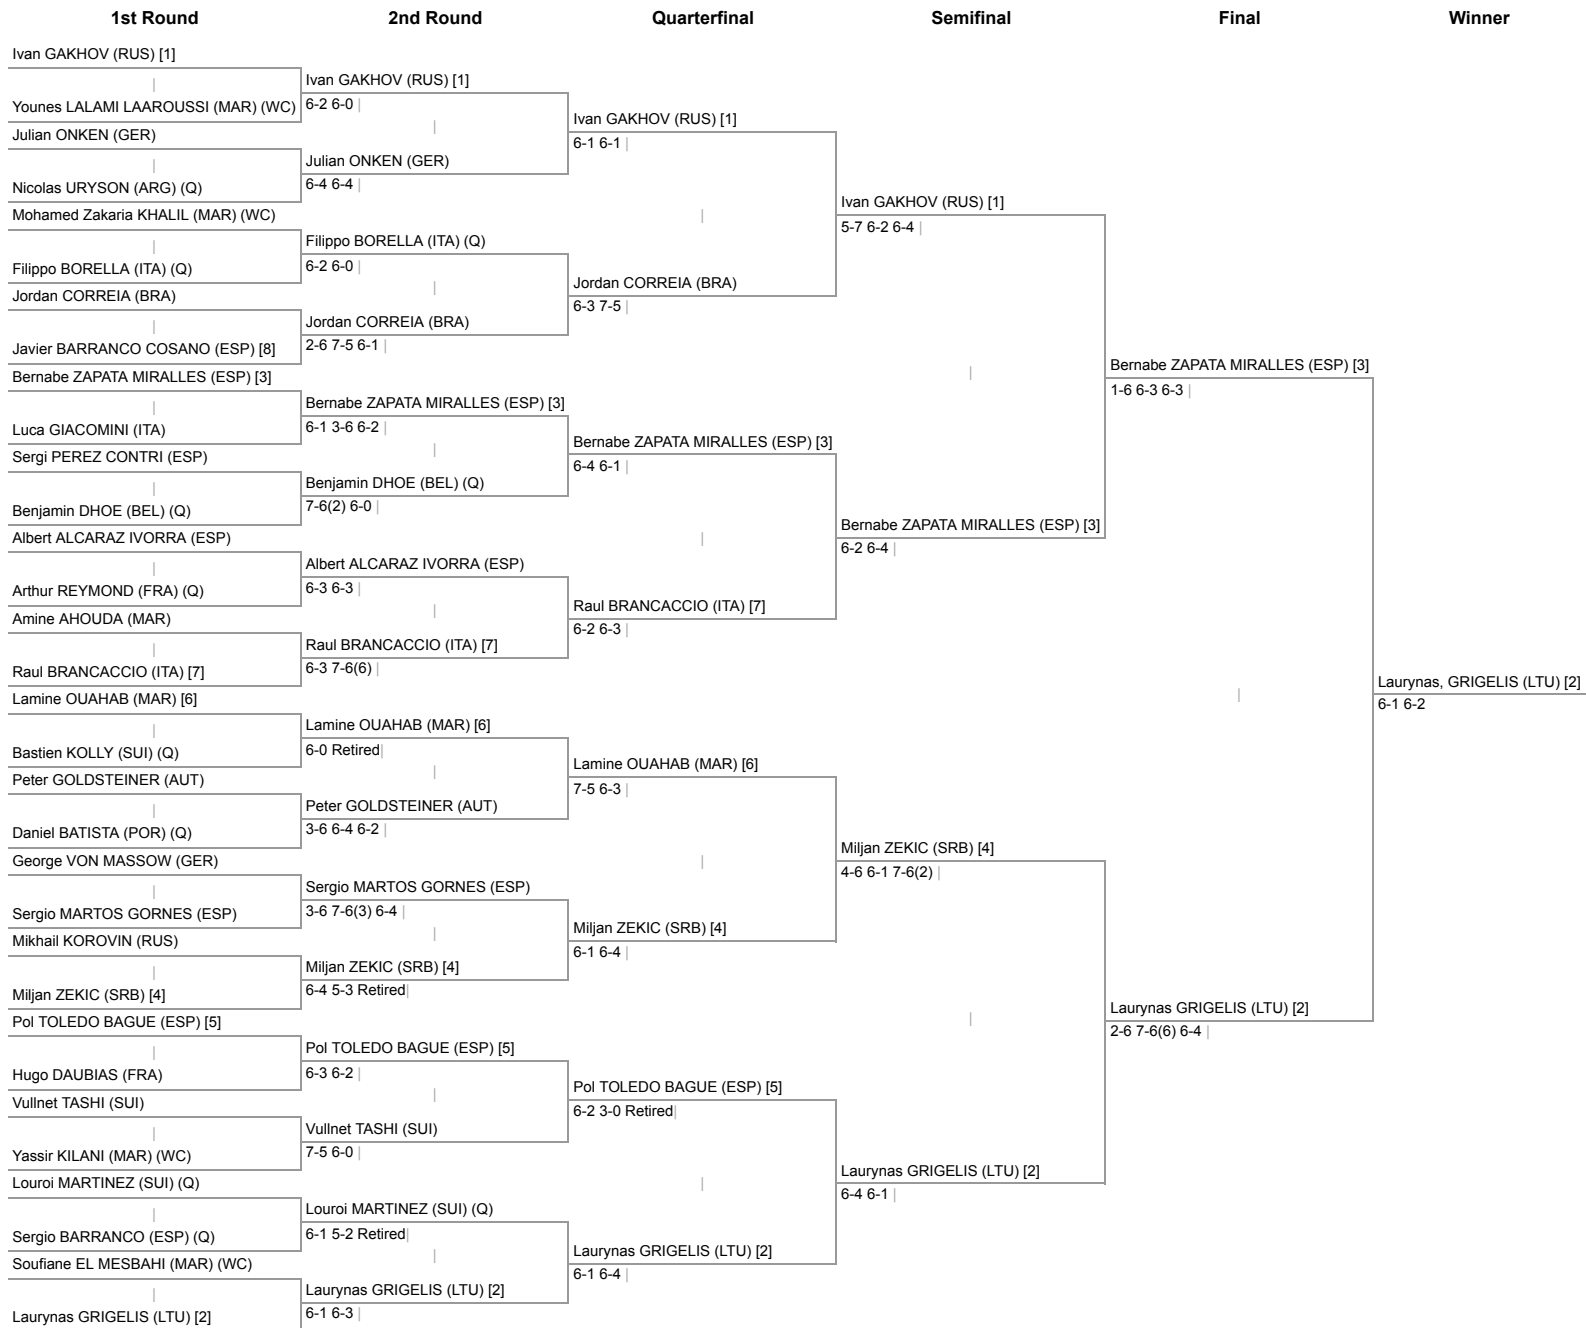 1st Round
2nd Round
Quarterfinal
Semifinal
Final
Winner
Ivan GAKHOV (RUS) [1]
Younes LALAMI LAAROUSSI (MAR) (WC)
Julian ONKEN (GER)
Nicolas URYSON (ARG) (Q)
Mohamed Zakaria KHALIL (MAR) (WC)
Filippo BORELLA (ITA) (Q)
Jordan CORREIA (BRA)
Javier BARRANCO COSANO (ESP) [8]
Bernabe ZAPATA MIRALLES (ESP) [3]
Luca GIACOMINI (ITA)
Sergi PEREZ CONTRI (ESP)
Benjamin DHOE (BEL) (Q)
Albert ALCARAZ IVORRA (ESP)
Arthur REYMOND (FRA) (Q)
Amine AHOUDA (MAR)
Raul BRANCACCIO (ITA) [7]
Lamine OUAHAB (MAR) [6]
Bastien KOLLY (SUI) (Q)
Peter GOLDSTEINER (AUT)
Daniel BATISTA (POR) (Q)
George VON MASSOW (GER)
Sergio MARTOS GORNES (ESP)
Mikhail KOROVIN (RUS)
Miljan ZEKIC (SRB) [4]
Pol TOLEDO BAGUE (ESP) [5]
Hugo DAUBIAS (FRA)
Vullnet TASHI (SUI)
Yassir KILANI (MAR) (WC)
Louroi MARTINEZ (SUI) (Q)
Sergio BARRANCO (ESP) (Q)
Soufiane EL MESBAHI (MAR) (WC)
Laurynas GRIGELIS (LTU) [2]
Ivan GAKHOV (RUS) [1]
6-2 6-0 |
Julian ONKEN (GER)
6-4 6-4 |
Filippo BORELLA (ITA) (Q)
6-2 6-0 |
Jordan CORREIA (BRA)
2-6 7-5 6-1 |
Bernabe ZAPATA MIRALLES (ESP) [3]
6-1 3-6 6-2 |
Benjamin DHOE (BEL) (Q)
7-6(2) 6-0 |
Albert ALCARAZ IVORRA (ESP)
6-3 6-3 |
Raul BRANCACCIO (ITA) [7]
6-3 7-6(6) |
Lamine OUAHAB (MAR) [6]
6-0 Retired|
Peter GOLDSTEINER (AUT)
3-6 6-4 6-2 |
Sergio MARTOS GORNES (ESP)
3-6 7-6(3) 6-4 |
Miljan ZEKIC (SRB) [4]
6-4 5-3 Retired|
Pol TOLEDO BAGUE (ESP) [5]
6-3 6-2 |
Vullnet TASHI (SUI)
7-5 6-0 |
Louroi MARTINEZ (SUI) (Q)
6-1 5-2 Retired|
Laurynas GRIGELIS (LTU) [2]
6-1 6-3 |
Ivan GAKHOV (RUS) [1]
6-1 6-1 |
Jordan CORREIA (BRA)
6-3 7-5 |
Bernabe ZAPATA MIRALLES (ESP) [3]
6-4 6-1 |
Raul BRANCACCIO (ITA) [7]
6-2 6-3 |
Lamine OUAHAB (MAR) [6]
7-5 6-3 |
Miljan ZEKIC (SRB) [4]
6-1 6-4 |
Pol TOLEDO BAGUE (ESP) [5]
6-2 3-0 Retired|
Laurynas GRIGELIS (LTU) [2]
6-1 6-4 |
Ivan GAKHOV (RUS) [1]
5-7 6-2 6-4 |
Bernabe ZAPATA MIRALLES (ESP) [3]
6-2 6-4 |
Miljan ZEKIC (SRB) [4]
4-6 6-1 7-6(2) |
Laurynas GRIGELIS (LTU) [2]
6-4 6-1 |
Bernabe ZAPATA MIRALLES (ESP) [3]
1-6 6-3 6-3 |
Laurynas GRIGELIS (LTU) [2]
2-6 7-6(6) 6-4 |
Laurynas, GRIGELIS (LTU) [2]
6-1 6-2